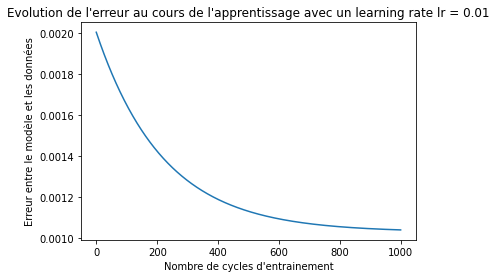 Evolution de l'erreur au cours de l'apprentissage avec un learning rate lr = 0.01
Erreur entre le modèle et les données
0.0020
0.0018
0.0016
0.0014
0.0012
0.0010
0 200 400 600 800 1000
Nombre de cycles d'entrainement